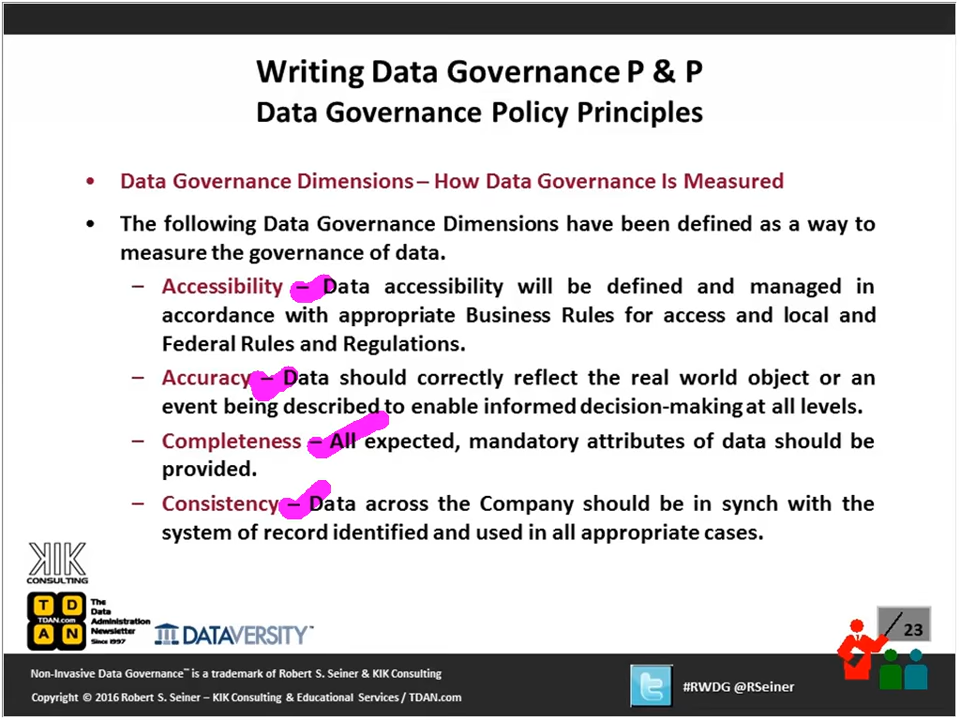 Writing Data Governance P & P
Data Governance Policy Principles
• Data Governance Dimensions – How Data Governance Is Measured
• The following Data Governance Dimensions have been defined as a way to
measure the governance of data.
– Accessibility – Data accessibility will be defined and managed in
accordance with appropriate Business Rules for access and local and
Federal Rules and Regulations.
– Accuracy – Data should correctly reflect the real world object or an
event being described to enable informed decision-making at all levels.
– Completeness – All expected, mandatory attributes of data should be
provided.
– Consistency – Data across the Company should be in synch with the
system of record identified and used in all appropriate cases.
KIK
CONSULTING
T D
TDAN.com
A N
The
Data
Administration
Newsletter
Since 1997
DATAVERSITY™
23
Non-Invasive Data Governance™ is a trademark of Robert S. Seiner & KIK Consulting
Copyright © 2016 Robert S. Seiner – KIK Consulting & Educational Services / TDAN.com
#RWDG @RSeiner